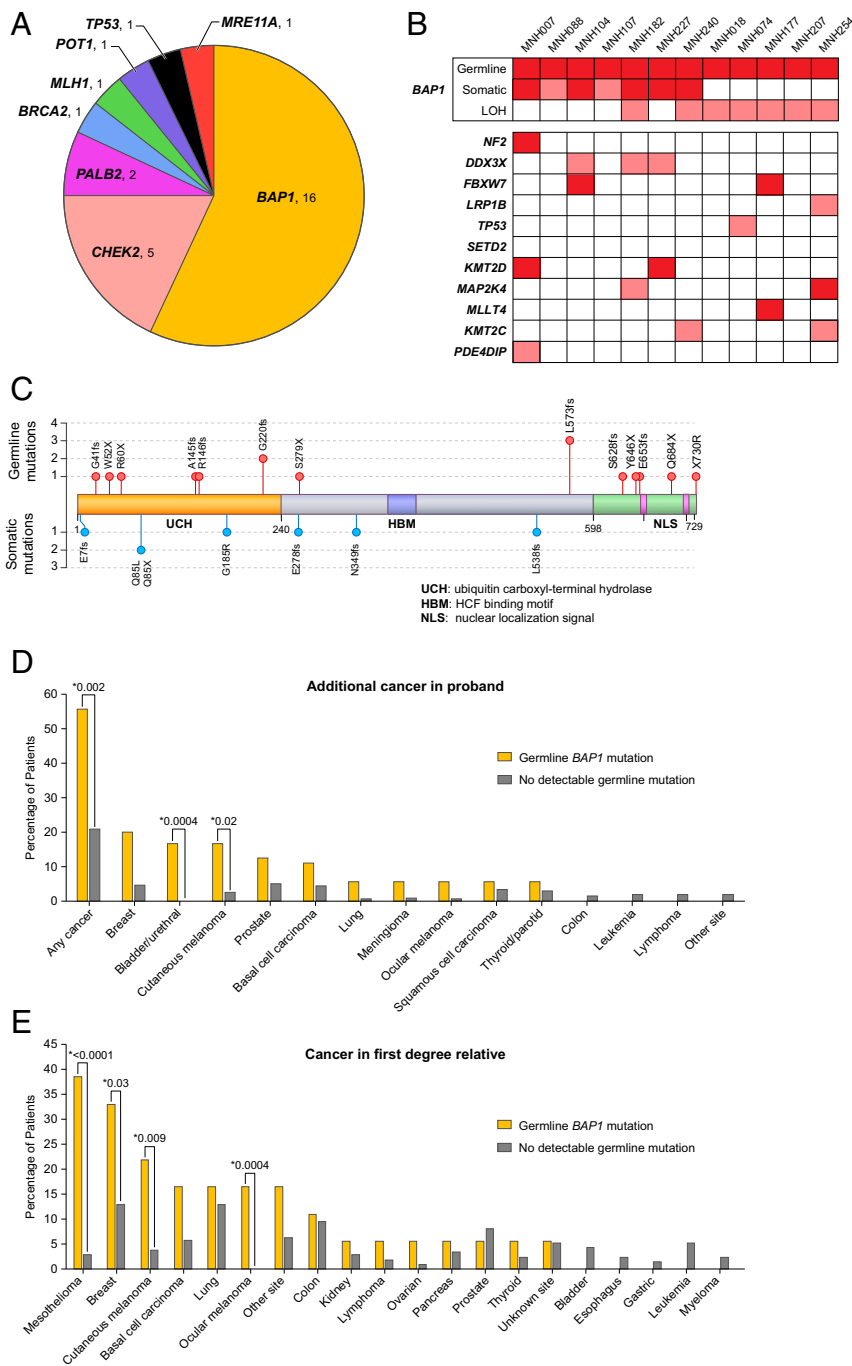 A
TP53, 1
MRE11A, 1
POT1, 1
MLH1, 1
BRCA2, 1
PALB2, 2
CHEK2, 5
BAP1, 16
B
MNH007
MNH088
MNH104
MNH107
MNH182
MNH227
MNH240
MNH018
MNH074
MNH177
MNH207
MNH254
BAP1
Germline
Somatic
LOH
NF2
DDX3X
FBXW7
LRP1B
TP53
SETD2
KMT2D
MAP2K4
MLLT4
KMT2C
PDE4DIP
C
Germline mutations
4
3
2
1
G41fs
W52X
R60X
A145fs
R146fs
G220fs
S279X
L573fs
S628fs
Y646X
E653fs
Q684X
X730R
1
UCH
240
HBM
598
NLS
729
Somatic mutations
1
2
3
E7fs
Q85L
Q85X
G185R
E278fs
N349fs
L538fs
UCH: ubiquitin carboxyl-terminal hydrolase
HBM: HCF binding motif
NLS: nuclear localization signal
D
Additional cancer in proband
Percentage of Patients
60
50
40
30
20
10
0
*0.002
*0.0004
*0.02
Germline BAP1 mutation
No detectable germline mutation
Any cancer
Breast
Bladder/urethral
Cutaneous melanoma
Prostate
Basal cell carcinoma
Lung
Meningioma
Ocular melanoma
Squamous cell carcinoma
Thyroid/parotid
Colon
Leukemia
Lymphoma
Other site
E
Cancer in first degree relative
Percentage of Patients
45
40
35
30
25
20
15
10
5
0
*<0.0001
*0.03
*0.009
*0.0004
Germline BAP1 mutation
No detectable germline mutation
Mesothelioma
Breast
Cutaneous melanoma
Basal cell carcinoma
Lung
Ocular melanoma
Other site
Colon
Kidney
Lymphoma
Ovarian
Pancreas
Prostate
Thyroid
Unknown site
Bladder
Esophagus
Gastric
Leukemia
Myeloma